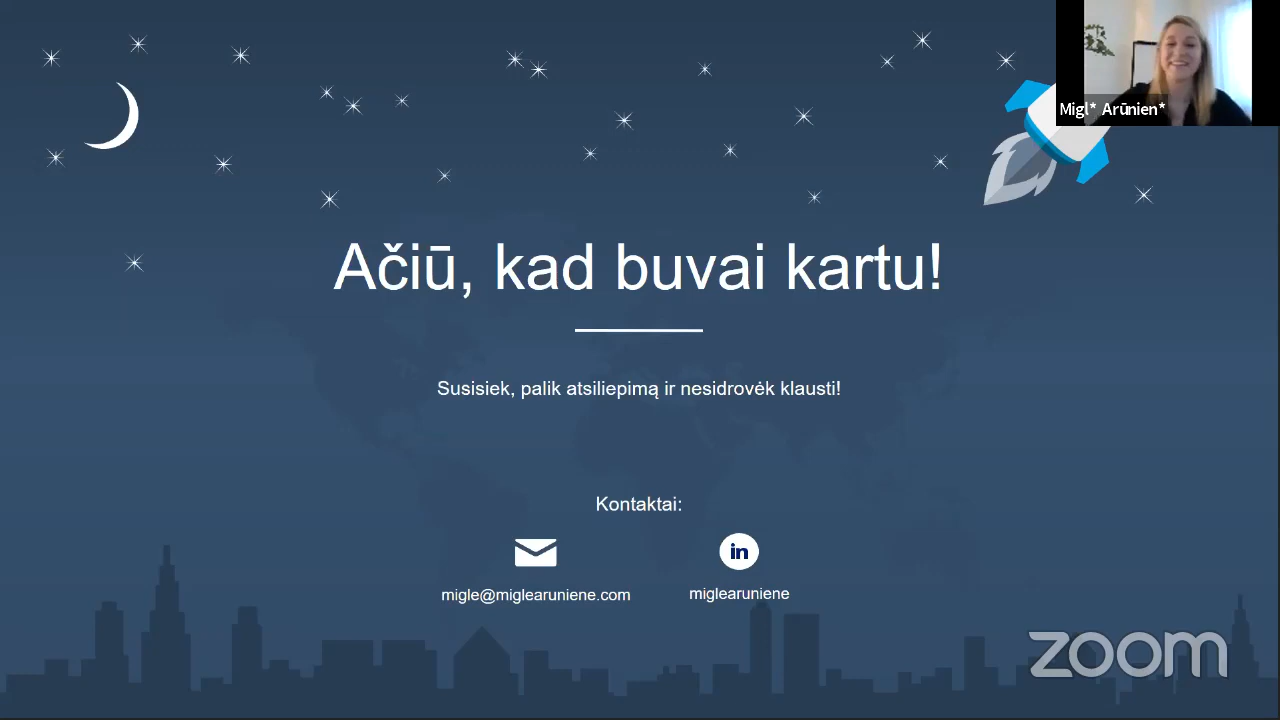 Migl* Arūnien*
Ačiū, kad buvai kartu!
Susisiek, palik atsiliepimą ir nesidrovėk klausti!
Kontaktai:
in
migle@miglearuniene.com
miglearuniene
zoom